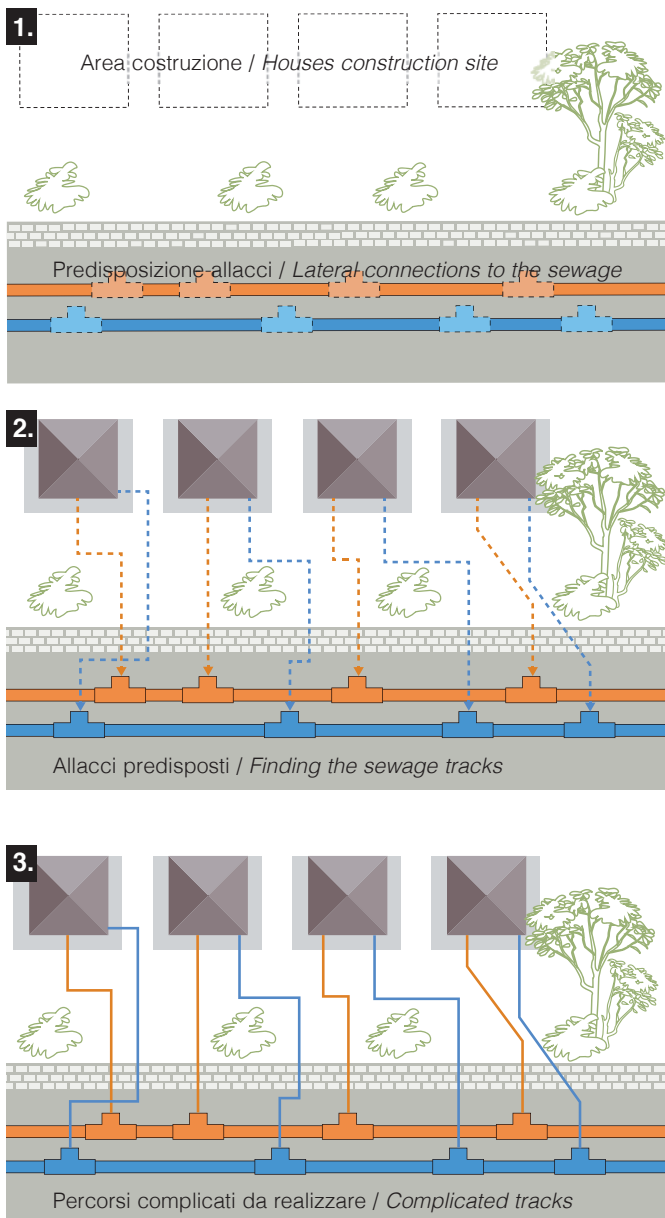 1.
Area costruzione / Houses construction site
Predisposizione allacci / Lateral connections to the sewage
2.
Allacci predisposti / Finding the sewage tracks
3.
Percorsi complicati da realizzare / Complicated tracks